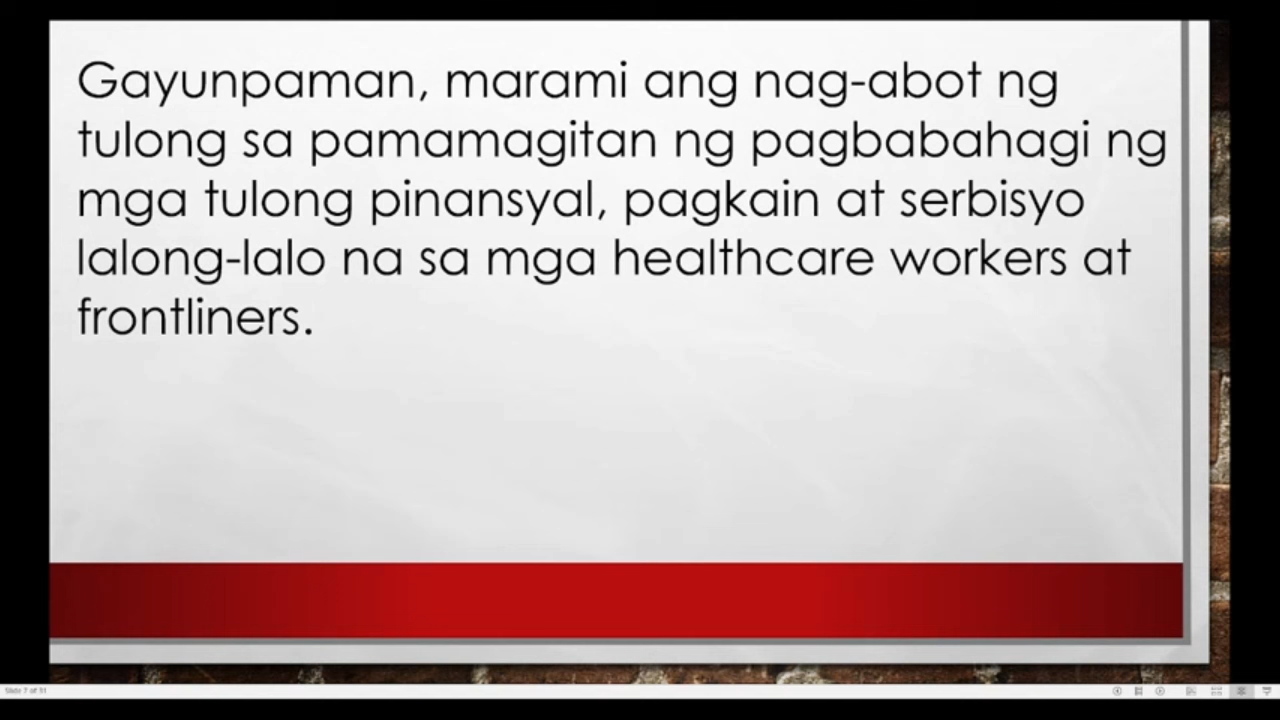 Gayunpaman, marami ang nag-abot ng
tulong sa pamamagitan ng pagbabahagi ng
mga tulong pinansyal, pagkain at serbisyo
lalong-lalo na sa mga healthcare workers at
frontliners.